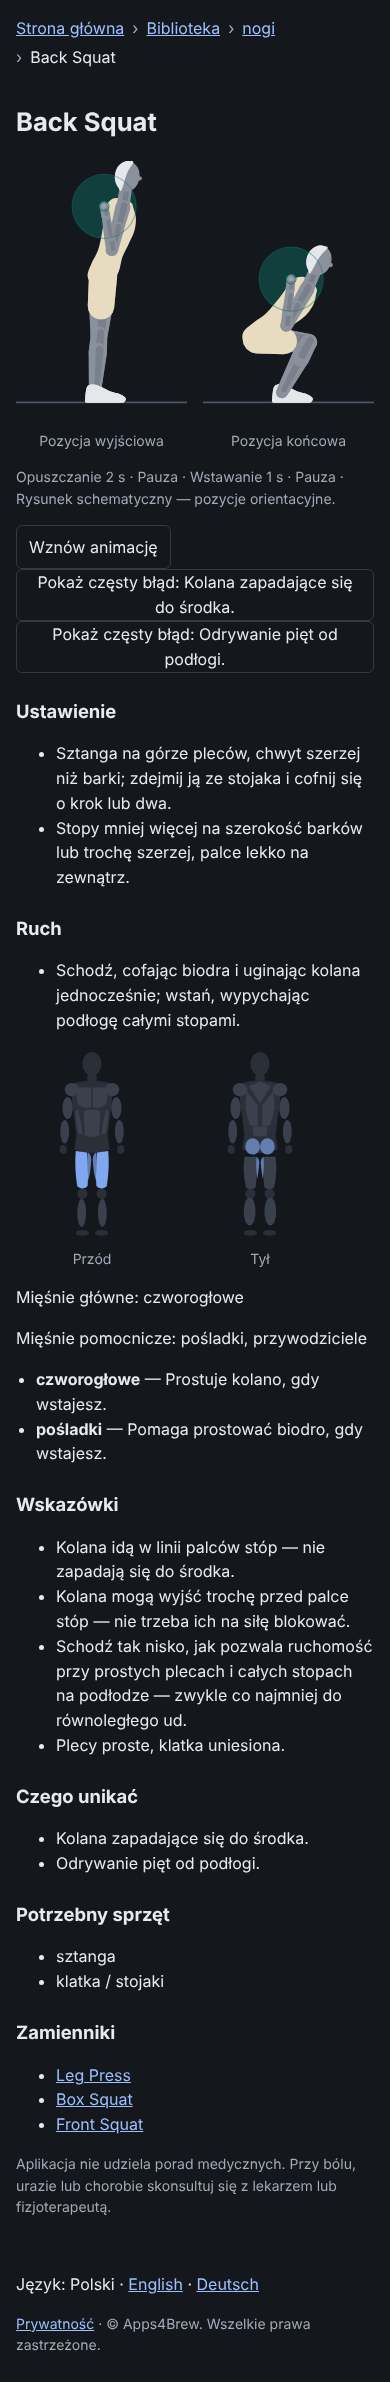 Strona główna › Biblioteka › nogi
› Back Squat
Back Squat
Pozycja wyjściowa
Pozycja końcowa
Opuszczanie 2 s · Pauza · Wstawanie 1 s · Pauza ·
Rysunek schematyczny — pozycje orientacyjne.
Wznów animację
Pokaż częsty błąd: Kolana zapadające się
do środka.
Pokaż częsty błąd: Odrywanie pięt od
podłogi.
Ustawienie
• Sztanga na górze pleców, chwyt szerzej
niż barki; zdejmij ją ze stojaka i cofnij się
o krok lub dwa.
• Stopy mniej więcej na szerokość barków
lub trochę szerzej, palce lekko na
zewnątrz.
Ruch
• Schodź, cofając biodra i uginając kolana
jednocześnie; wstań, wypychając
podłogę całymi stopami.
Przód
Tył
Mięśnie główne: czworogłowe
Mięśnie pomocnicze: pośladki, przywodziciele
• czworogłowe — Prostuje kolano, gdy
wstajesz.
• pośladki — Pomaga prostować biodro, gdy
wstajesz.
Wskazówki
• Kolana idą w linii palców stóp — nie
zapadają się do środka.
• Kolana mogą wyjść trochę przed palce
stóp — nie trzeba ich na siłę blokować.
• Schodź tak nisko, jak pozwala ruchomość
przy prostych plecach i całych stopach
na podłodze — zwykle co najmniej do
równoległego ud.
• Plecy proste, klatka uniesiona.
Czego unikać
• Kolana zapadające się do środka.
• Odrywanie pięt od podłogi.
Potrzebny sprzęt
• sztanga
• klatka / stojaki
Zamienniki
• Leg Press
• Box Squat
• Front Squat
Aplikacja nie udziela porad medycznych. Przy bólu,
urazie lub chorobie skonsultuj się z lekarzem lub
fizjoterapeutą.
Język: Polski · English · Deutsch
Prywatność · © Apps4Brew. Wszelkie prawa
zastrzeżone.